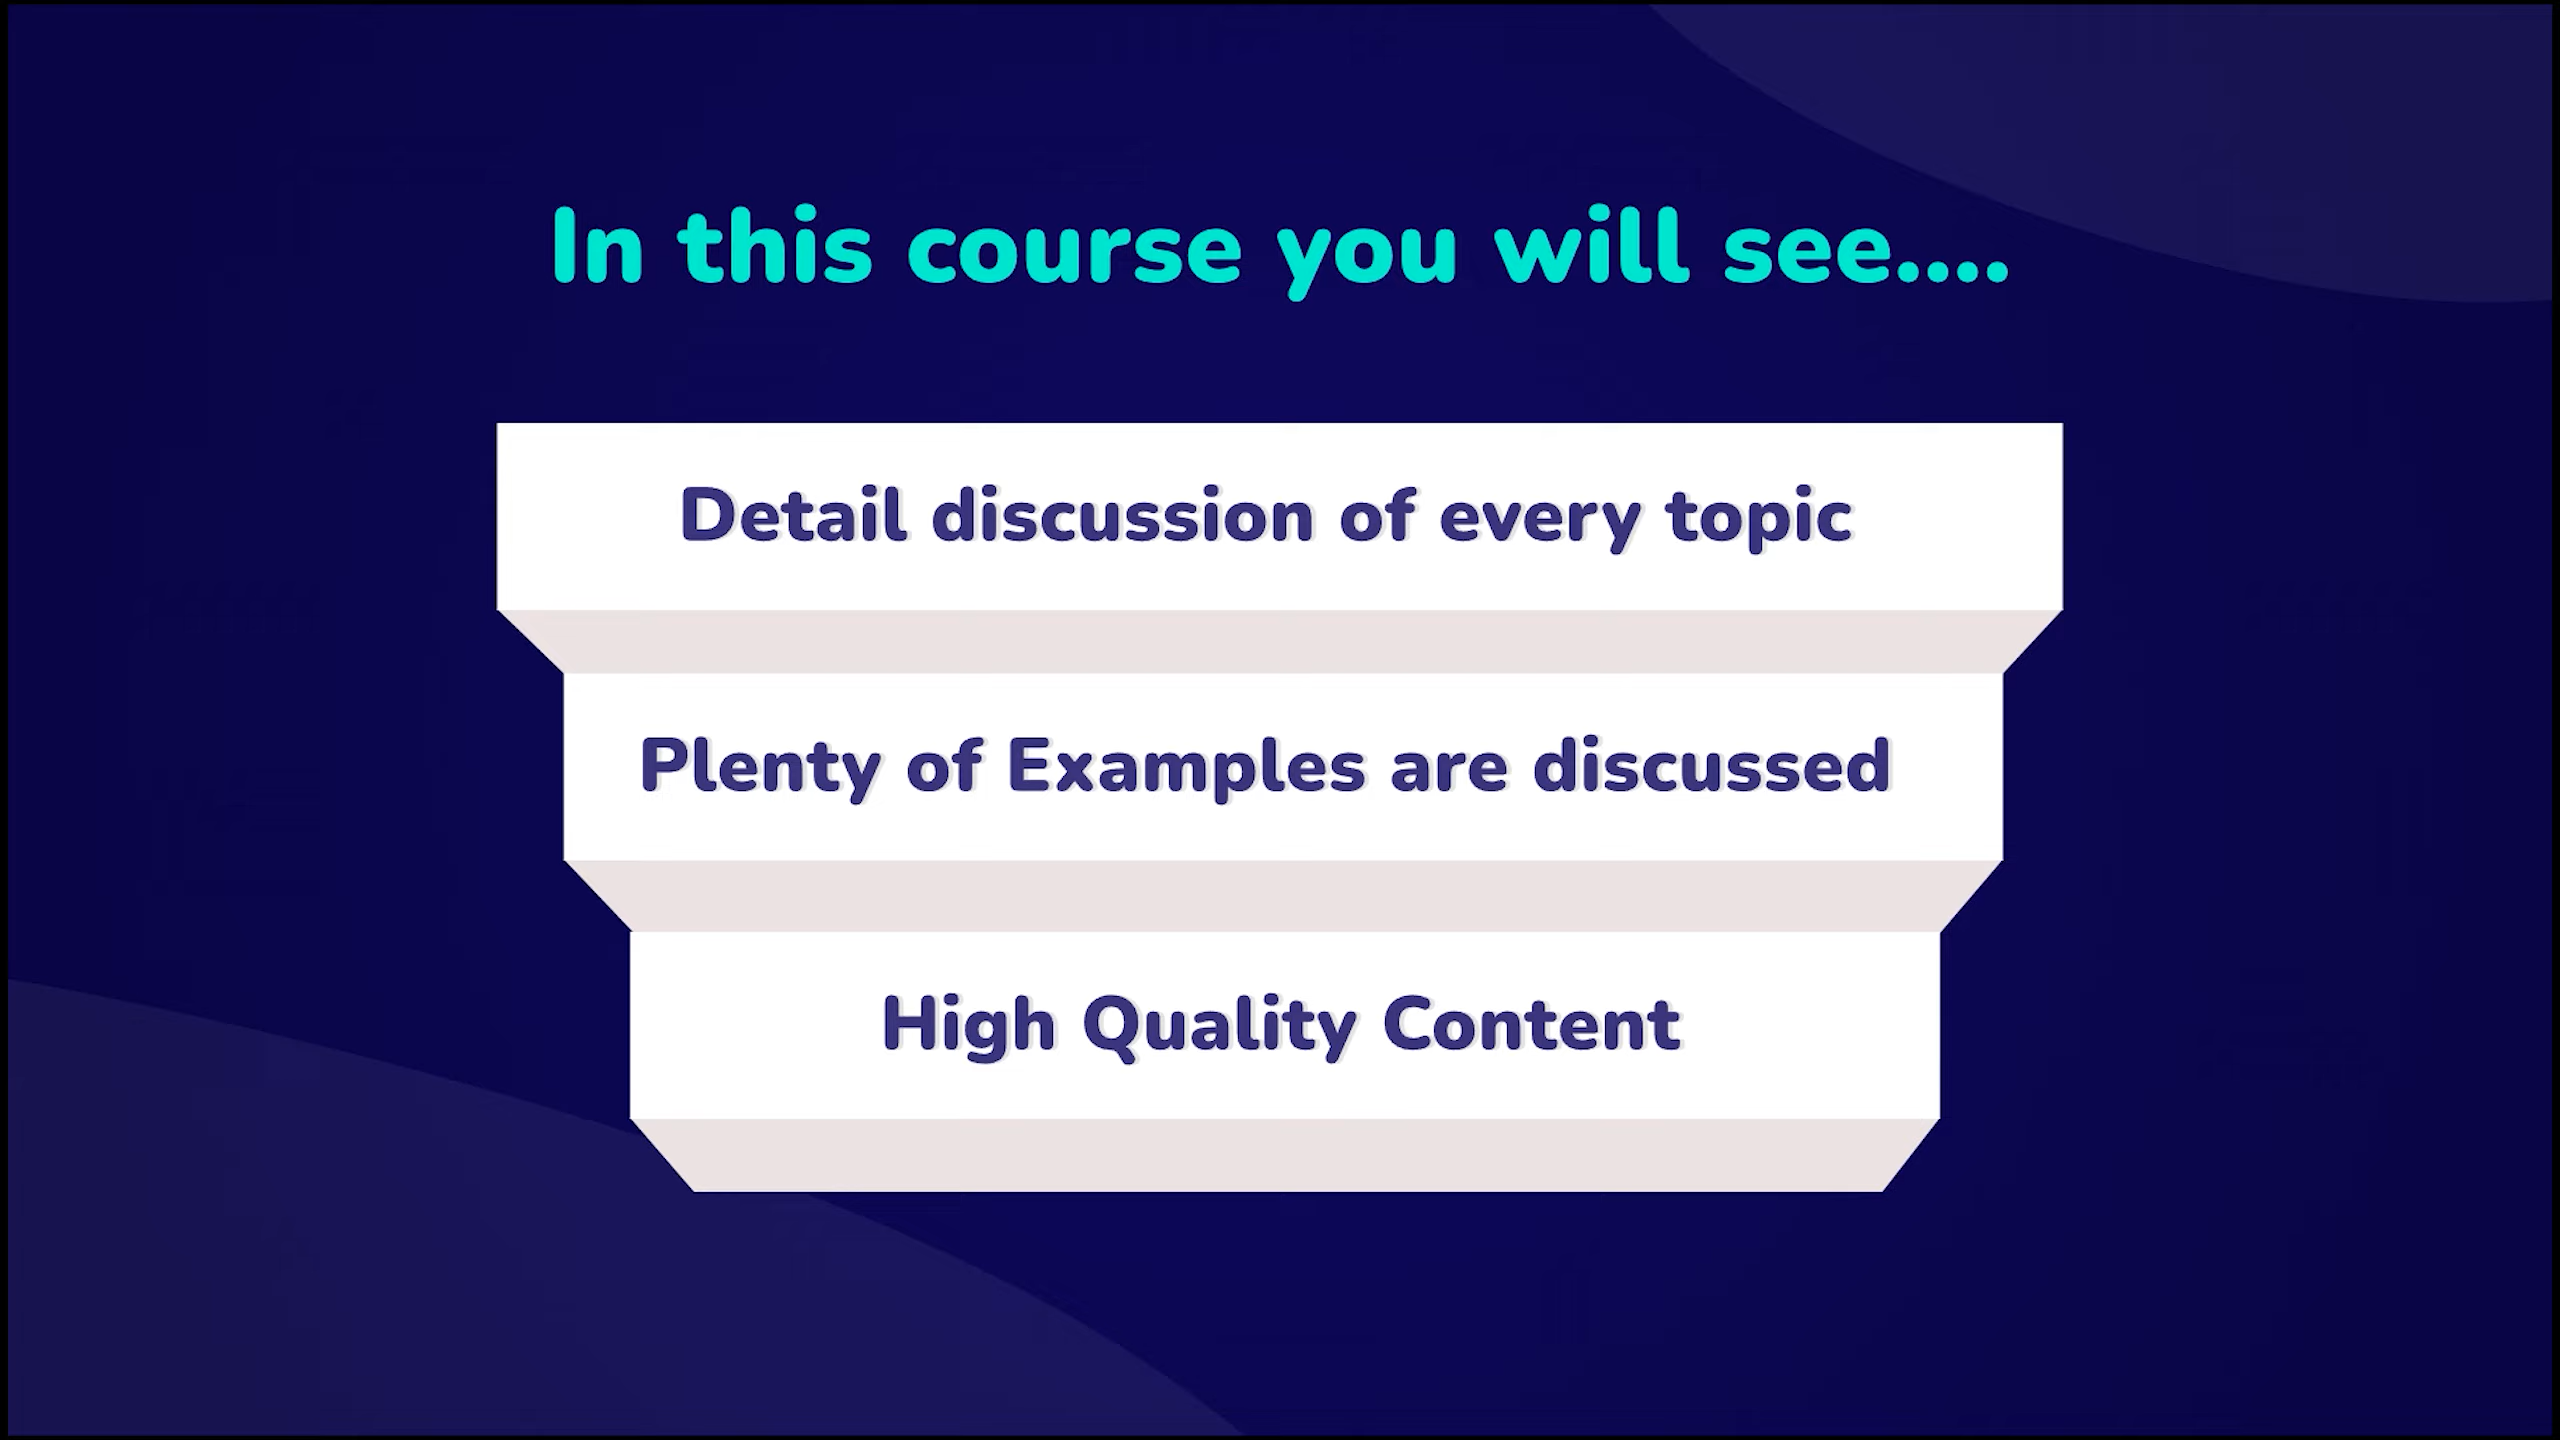 In this course you will see....
Detail discussion of every topic
Plenty of Examples are discussed
High Quality Content